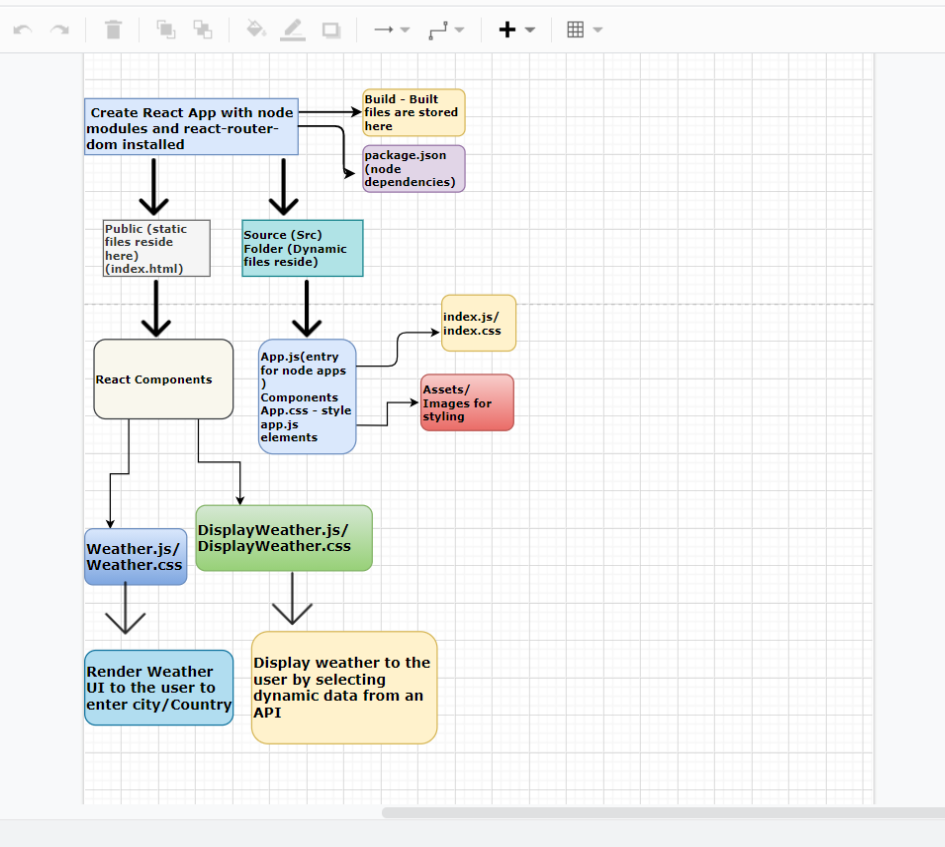 Create React App with node
modules and react-router-
dom installed
Build - Built
files are stored
here
package.json
(node
dependencies)
Public (static
files reside
here)
(index.html)
Source (Src)
Folder (Dynamic
files reside)
index.js/
index.css
React Components
App.js(entry
for node apps
)
Components
App.css - style
app.js
elements
Assets/
Images for
styling
Weather.js/
Weather.css
DisplayWeather.js/
DisplayWeather.css
Render Weather
UI to the user to
enter city/Country
Display weather to the
user by selecting
dynamic data from an
API